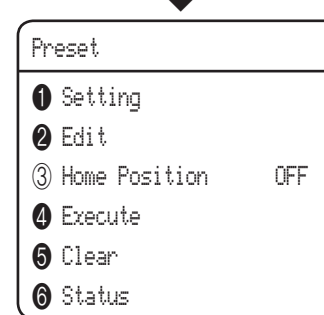 Preset
❶ Setting
❷ Edit
③ Home Position OFF
❹ Execute
❺ Clear
❻ Status